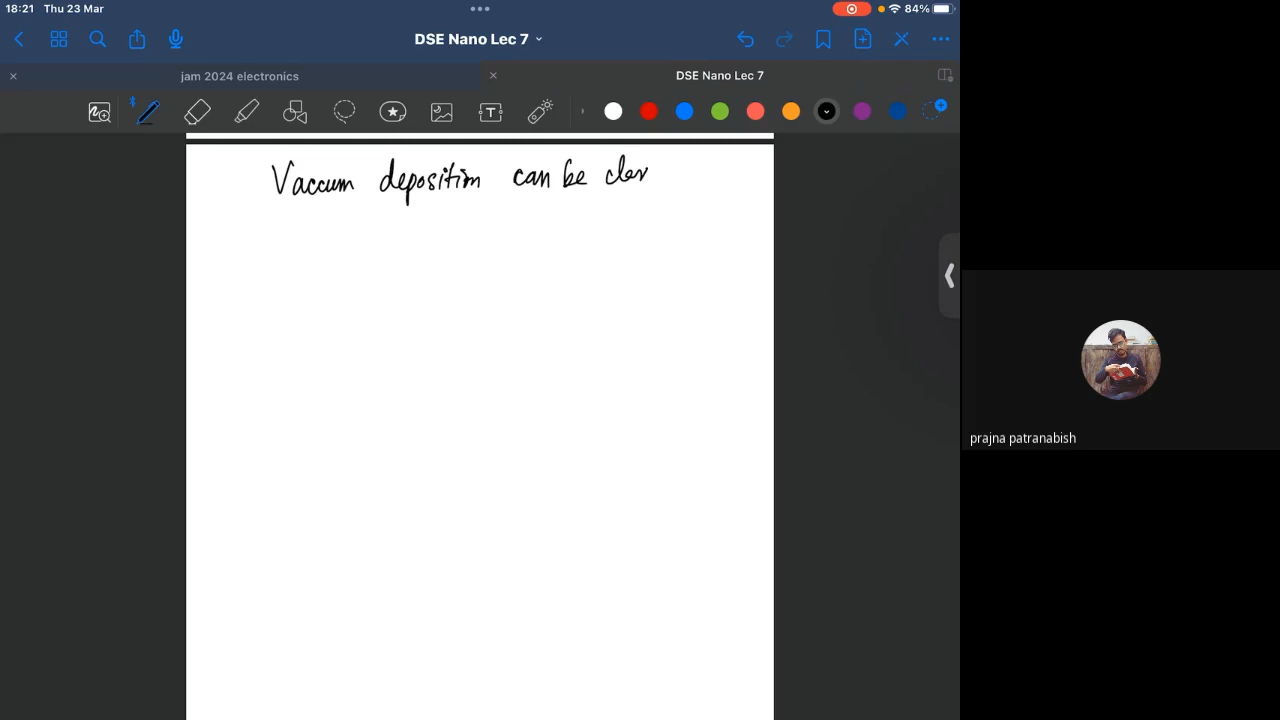 18:21 Thu 23 Mar
84%
DSE Nano Lec 7
jam 2024 electronics
DSE Nano Lec 7
T
Vaccum deposition can be
prajna patranabish